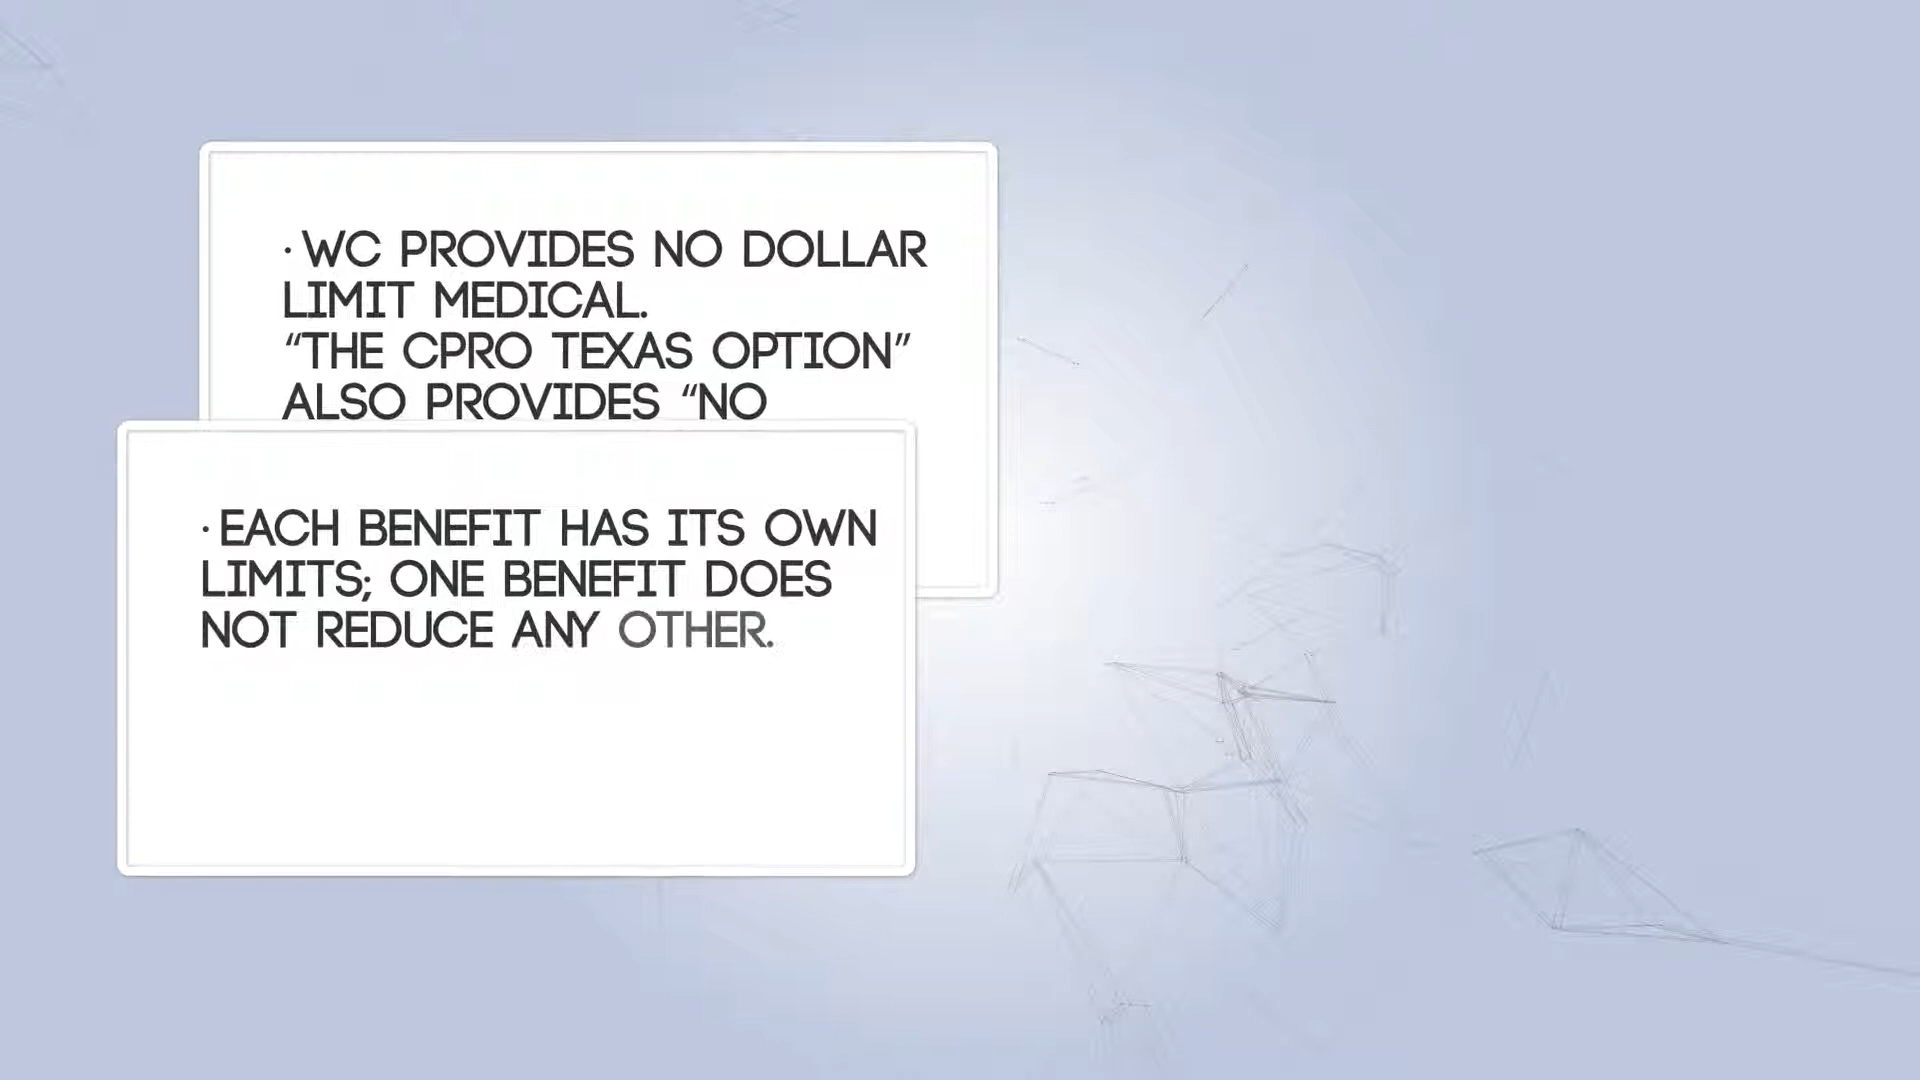 · WC PROVIDES NO DOLLAR
LIMIT MEDICAL.
“THE CPRO TEXAS OPTION”
ALSO PROVIDES “NO
· EACH BENEFIT HAS ITS OWN
LIMITS; ONE BENEFIT DOES
NOT REDUCE ANY OTHER.